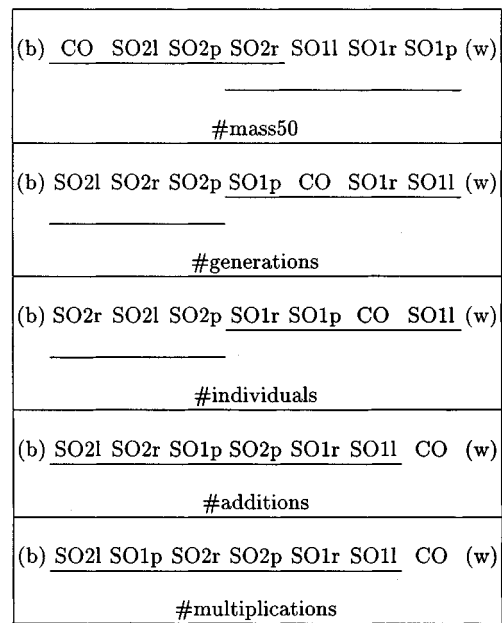 (b) CO SO2l SO2p SO2r SO1l SO1r SO1p (w)
#mass50
(b) SO2l SO2r SO2p SO1p CO SO1r SO1l (w)
#generations
(b) SO2r SO2l SO2p SO1r SO1p CO SO1l (w)
#individuals
(b) SO2l SO2r SO1p SO2p SO1r SO1l CO (w)
#additions
(b) SO2l SO1p SO2r SO2p SO1r SO1l CO (w)
#multiplications